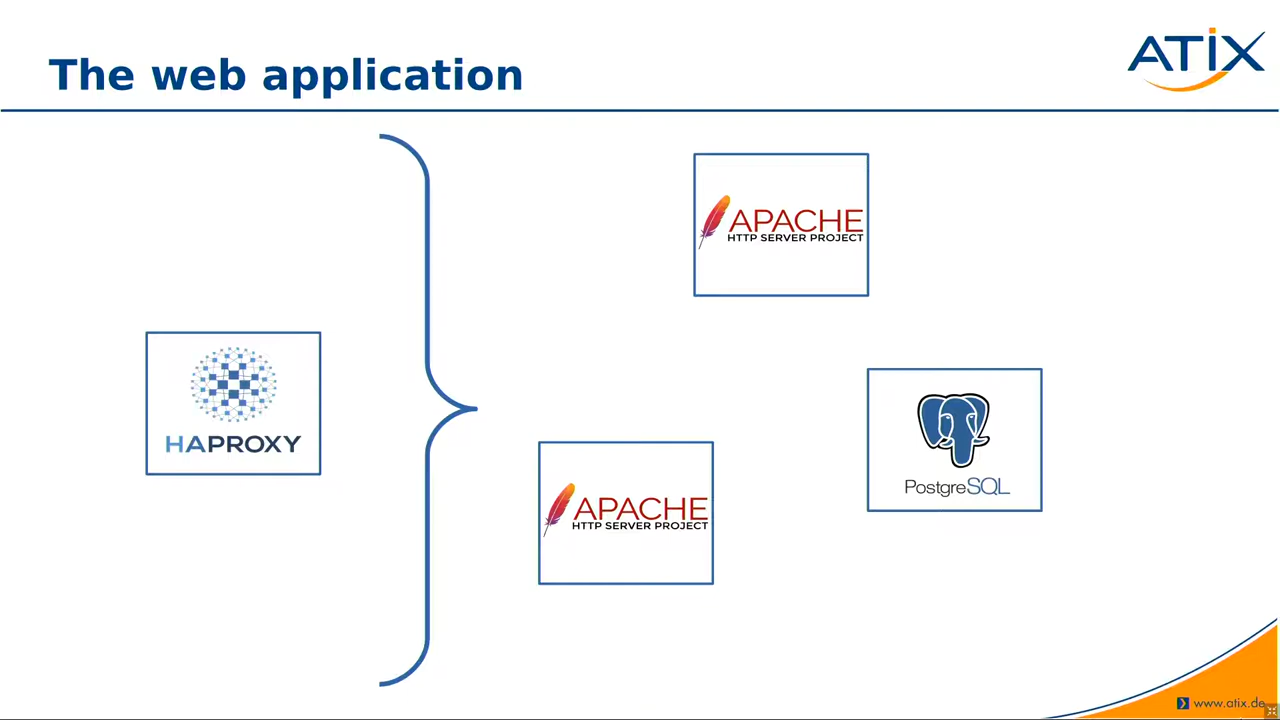 The web application
ATIX
APACHE
HTTP SERVER PROJECT
HAPROXY
PostgreSQL
APACHE
HTTP SERVER PROJECT
www.atix.de